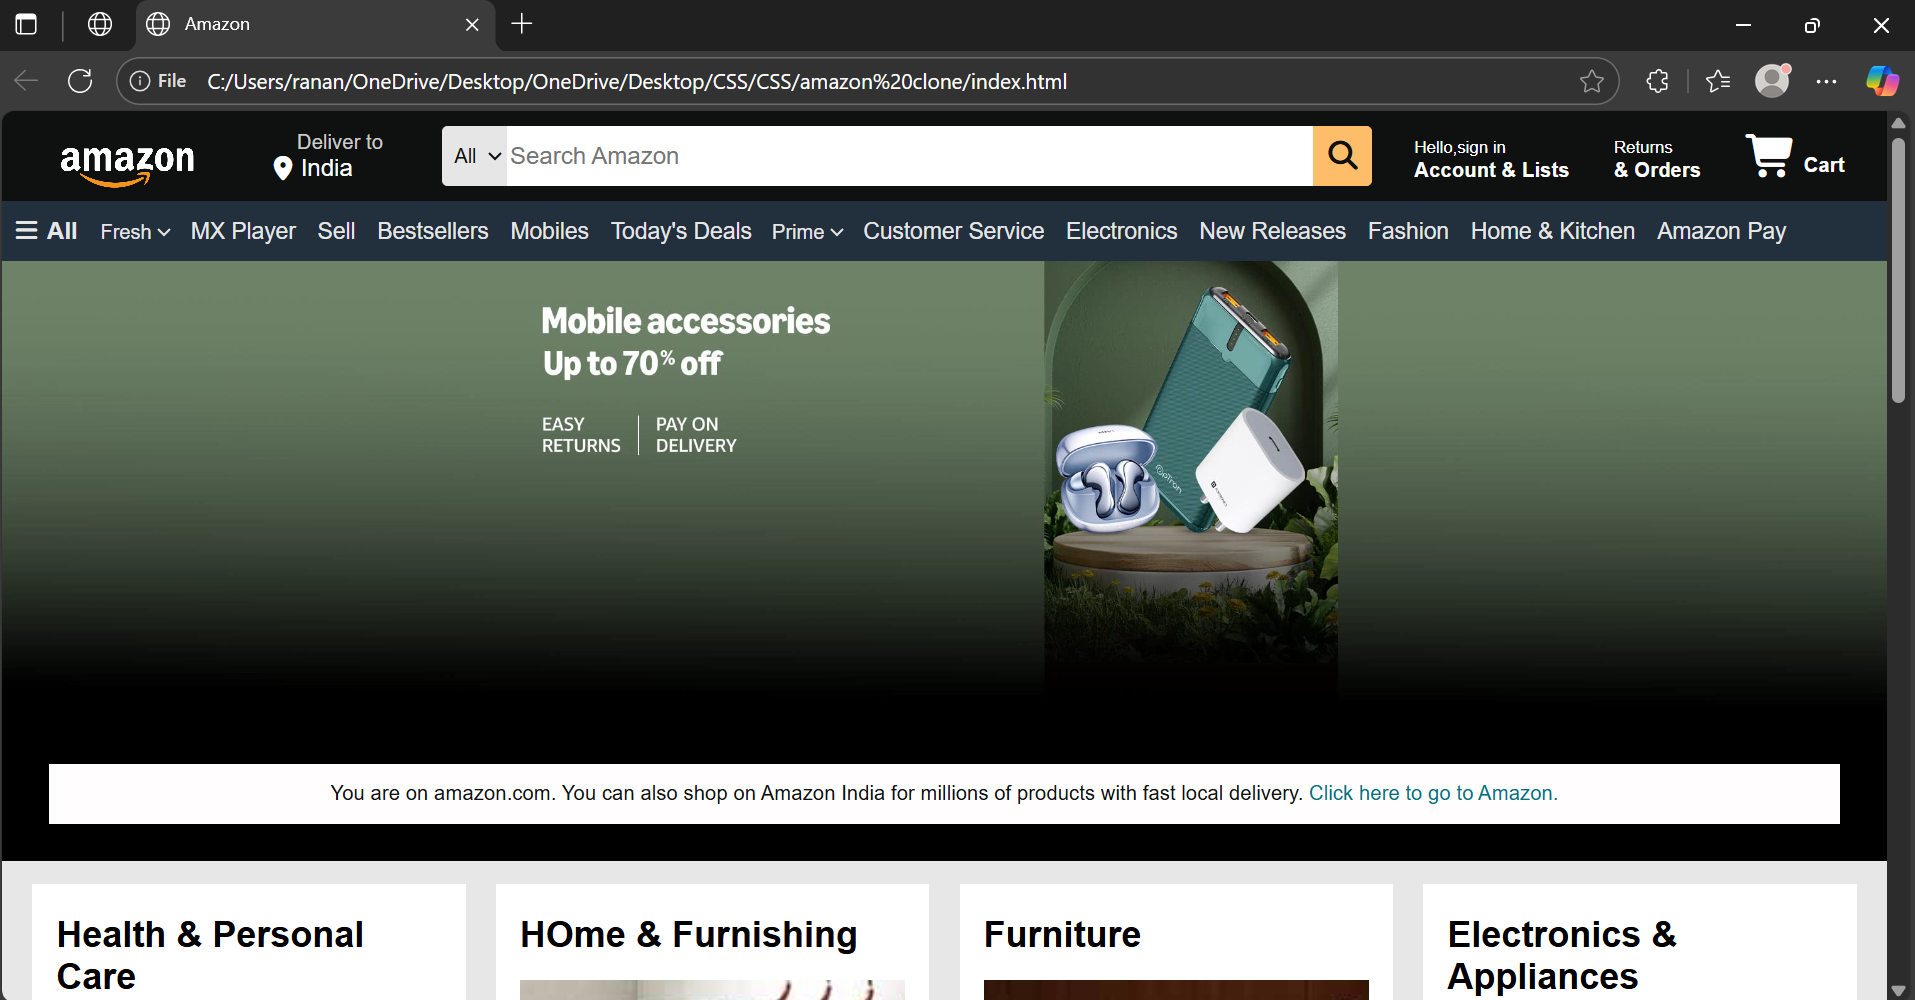 Amazon
File C:/Users/ranan/OneDrive/Desktop/OneDrive/Desktop/CSS/CSS/amazon%20clone/index.html
amazon
Deliver to
India
All
Search Amazon
Hello,sign in
Account & Lists
Returns
& Orders
Cart
All Fresh MX Player Sell Bestsellers Mobiles Today's Deals Prime Customer Service Electronics New Releases Fashion Home & Kitchen Amazon Pay
Mobile accessories
Up to 70% off
EASY
RETURNS
PAY ON
DELIVERY
pTron
You are on amazon.com. You can also shop on Amazon India for millions of products with fast local delivery. Click here to go to Amazon.
Health & Personal
Care
HOme & Furnishing
Furniture
Electronics &
Appliances